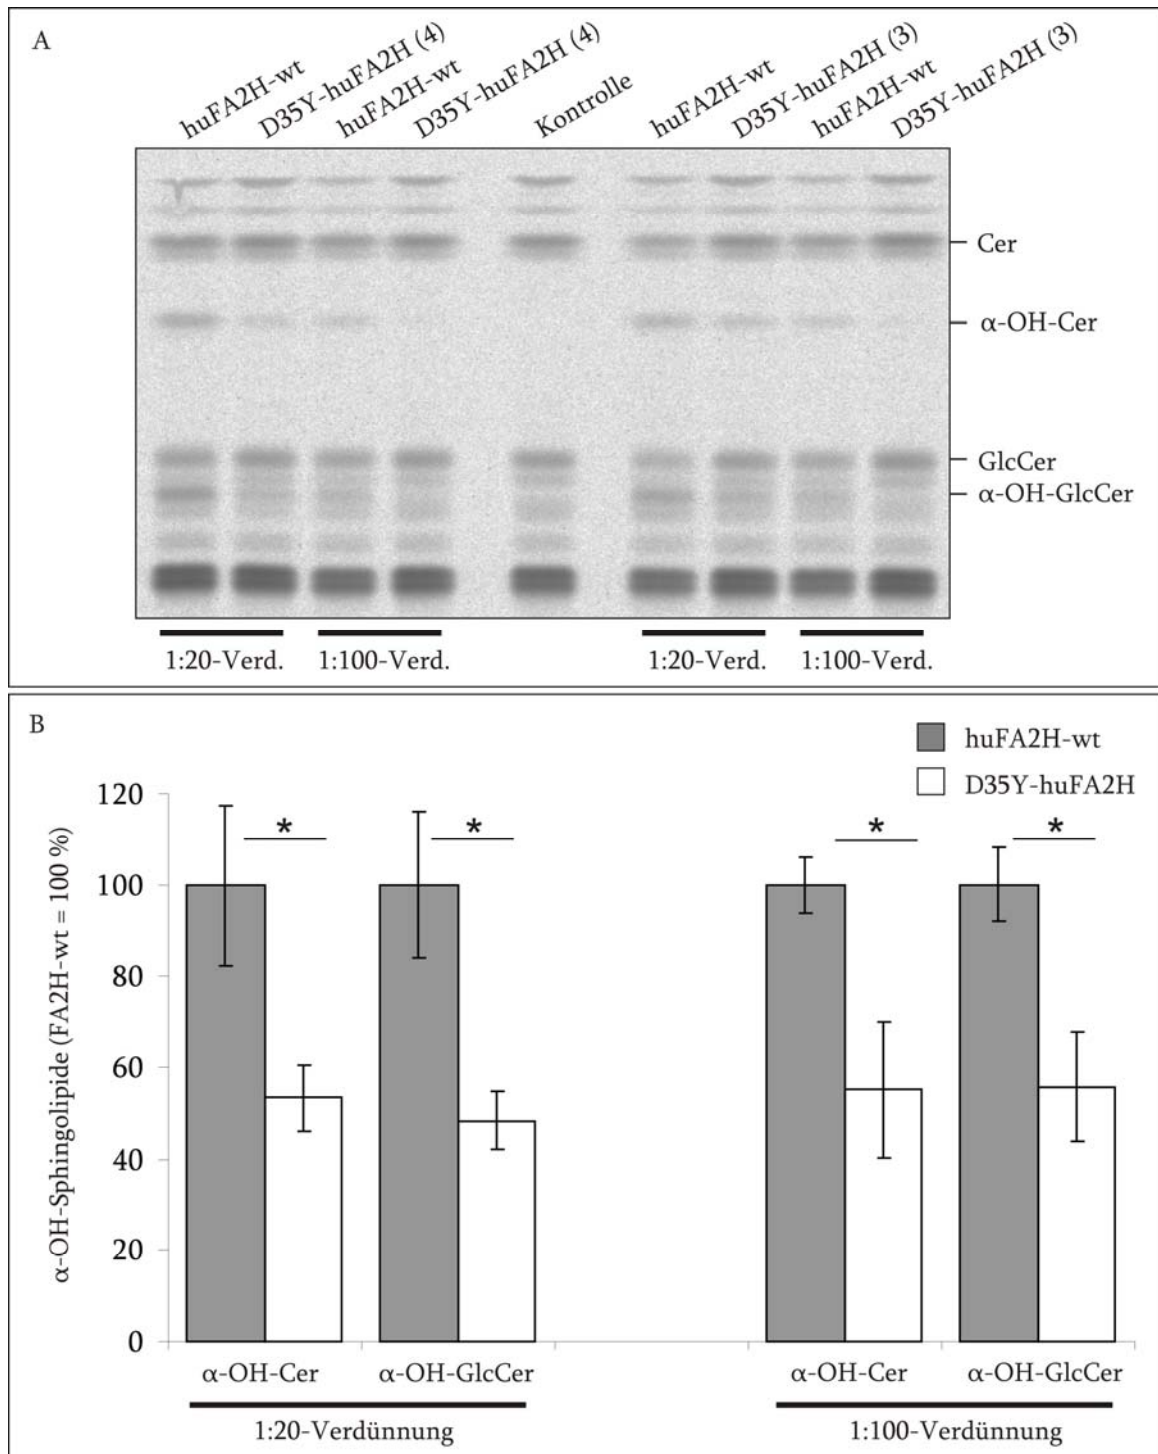 A
huFA2H-wt
D35Y-huFA2H (4)
huFA2H-wt
D35Y-huFA2H (4)
Kontrolle
huFA2H-wt
D35Y-huFA2H (3)
huFA2H-wt
D35Y-huFA2H (3)
Cer
α-OH-Cer
GlcCer
α-OH-GlcCer
1:20-Verd.
1:100-Verd.
1:20-Verd.
1:100-Verd.
B
huFA2H-wt
D35Y-huFA2H
α-OH-Sphingolipide (FA2H-wt = 100 %)
120
100
80
60
40
20
0
*
*
*
*
α-OH-Cer
α-OH-GlcCer
α-OH-Cer
α-OH-GlcCer
1:20-Verdünnung
1:100-Verdünnung